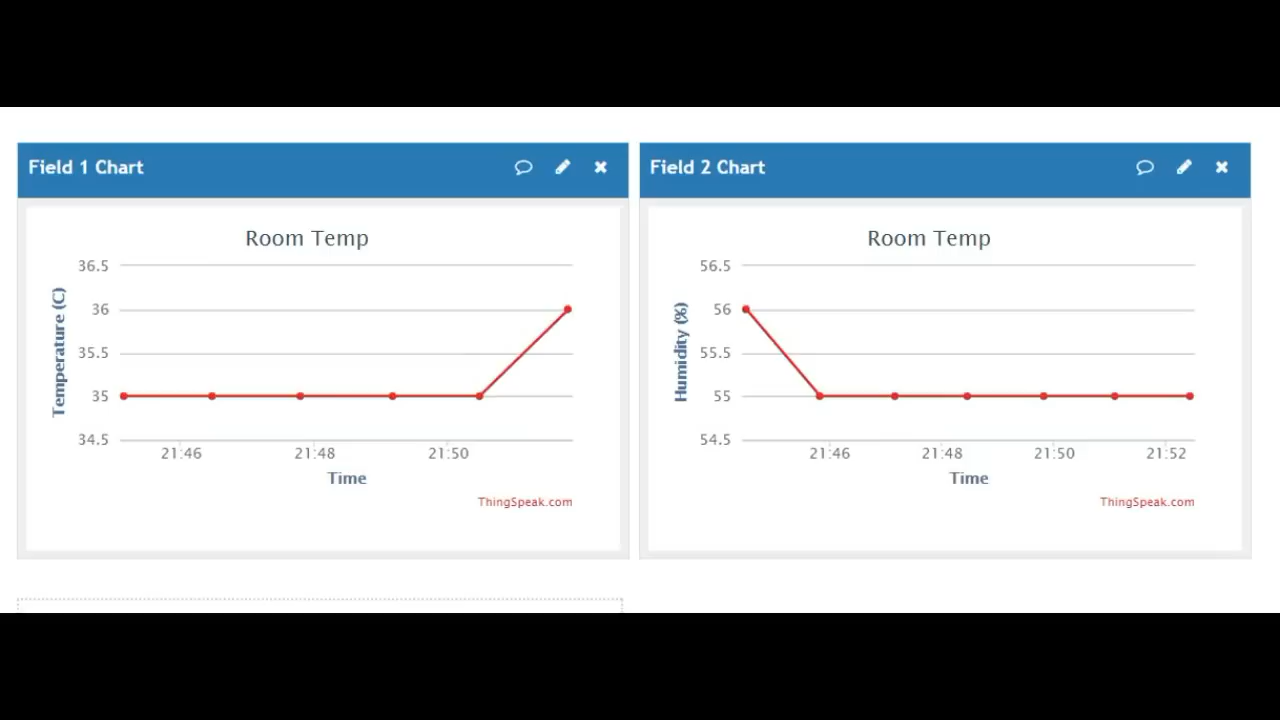 Field 1 Chart
Room Temp
Temperature (C)
36.5
36
35.5
35
34.5
21:46 21:48 21:50
Time
ThingSpeak.com
Field 2 Chart
Room Temp
Humidity (%)
56.5
56
55.5
55
54.5
21:46 21:48 21:50 21:52
Time
ThingSpeak.com